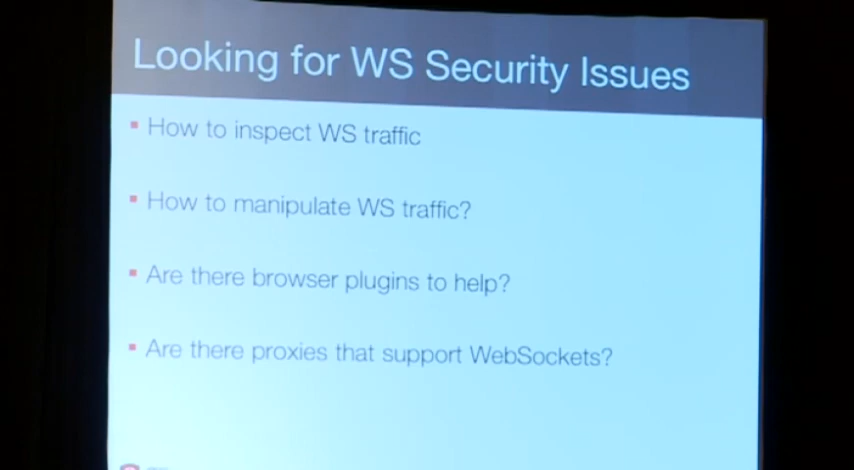 Looking for WS Security Issues
▪ How to inspect WS traffic
▪ How to manipulate WS traffic?
▪ Are there browser plugins to help?
▪ Are there proxies that support WebSockets?